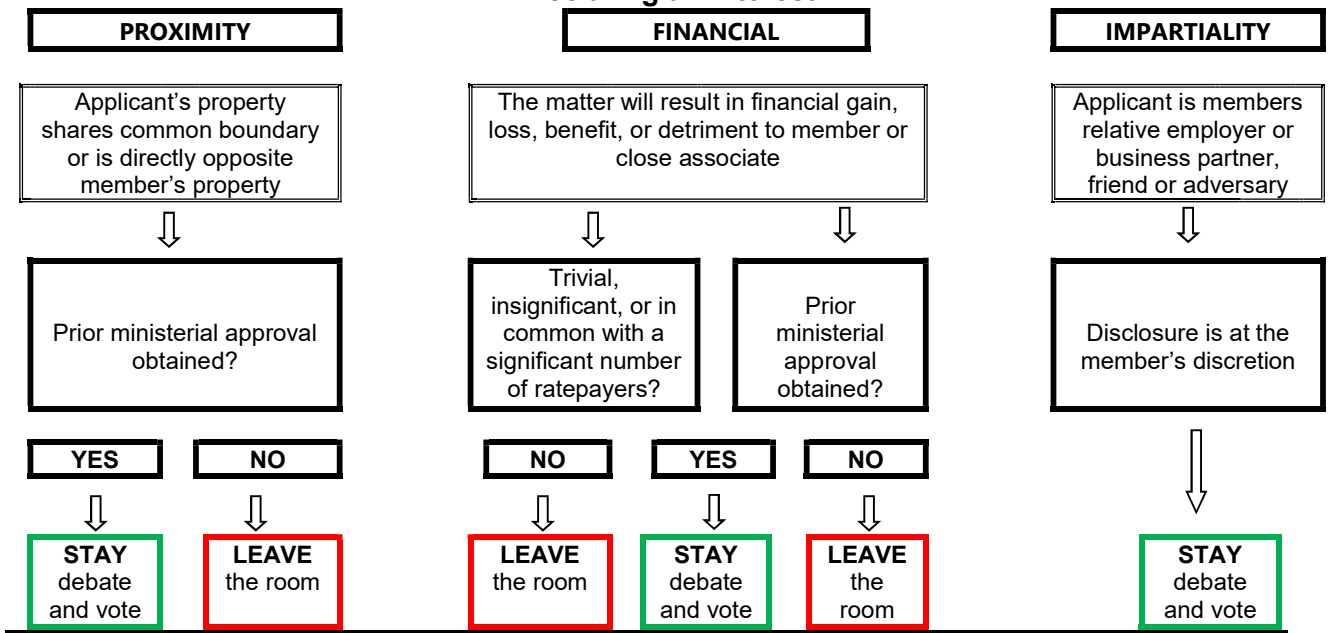 PROXIMITY
FINANCIAL
IMPARTIALITY
Applicant’s property
shares common boundary
or is directly opposite
member’s property
The matter will result in financial gain,
loss, benefit, or detriment to member or
close associate
Applicant is members
relative employer or
business partner,
friend or adversary
Prior ministerial approval
obtained?
Trivial,
insignificant, or in
common with a
significant number
of ratepayers?
Prior
ministerial
approval
obtained?
Disclosure is at the
member’s discretion
YES
NO
NO
YES
NO
STAY
debate
and vote
LEAVE
the room
LEAVE
the room
STAY
debate
and vote
LEAVE
the
room
STAY
debate
and vote